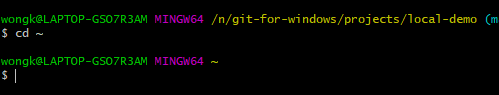 wongk@LAPTOP-GSO7R3AM MINGW64 /n/git-for-windows/projects/local-demo (m
$ cd ~
wongk@LAPTOP-GSO7R3AM MINGW64 ~
$